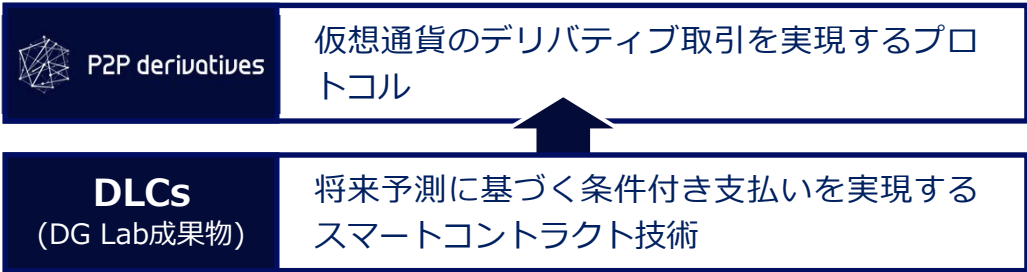 P2P derivatives
仮想通貨のデリバティブ取引を実現するプロ
トコル
DLCs
(DG Lab成果物)
将来予測に基づく条件付き支払いを実現する
スマートコントラクト技術